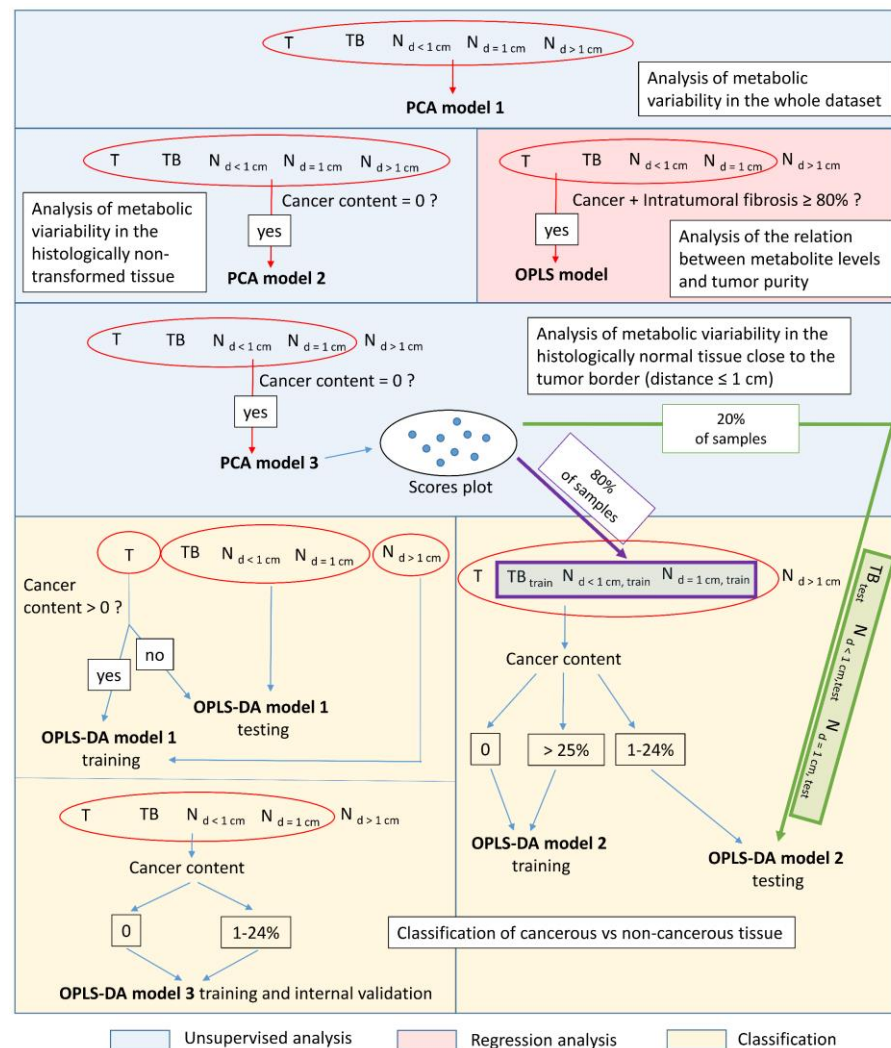 T TB N d < 1 cm N d = 1 cm N d > 1 cm
PCA model 1
Analysis of metabolic
variability in the whole dataset
T TB N d < 1 cm N d = 1 cm N d > 1 cm
Cancer content = 0 ?
yes
PCA model 2
Analysis of metabolic
viariability in the
histologically non-
transformed tissue
T TB N d < 1 cm N d = 1 cm N d > 1 cm
Cancer + Intratumoral fibrosis ≥ 80% ?
yes
OPLS model
Analysis of the relation
between metabolite levels
and tumor purity
T TB N d < 1 cm N d = 1 cm N d > 1 cm
Cancer content = 0 ?
yes
PCA model 3
Scores plot
Analysis of metabolic viariability in the
histologically normal tissue close to the
tumor border (distance ≤ 1 cm)
20%
of samples
80%
of samples
T TB N d < 1 cm N d = 1 cm N d > 1 cm
Cancer
content > 0 ?
yes
no
OPLS-DA model 1
testing
OPLS-DA model 1
training
T TB train N d < 1 cm, train N d = 1 cm, train N d > 1 cm
Cancer content
0
> 25%
1-24%
OPLS-DA model 2
training
OPLS-DA model 2
testing
TB test N d < 1 cm,test N d = 1 cm, test
T TB N d < 1 cm N d = 1 cm N d > 1 cm
Cancer content
0
1-24%
OPLS-DA model 3 training and internal validation
Classification of cancerous vs non-cancerous tissue
Unsupervised analysis
Regression analysis
Classification